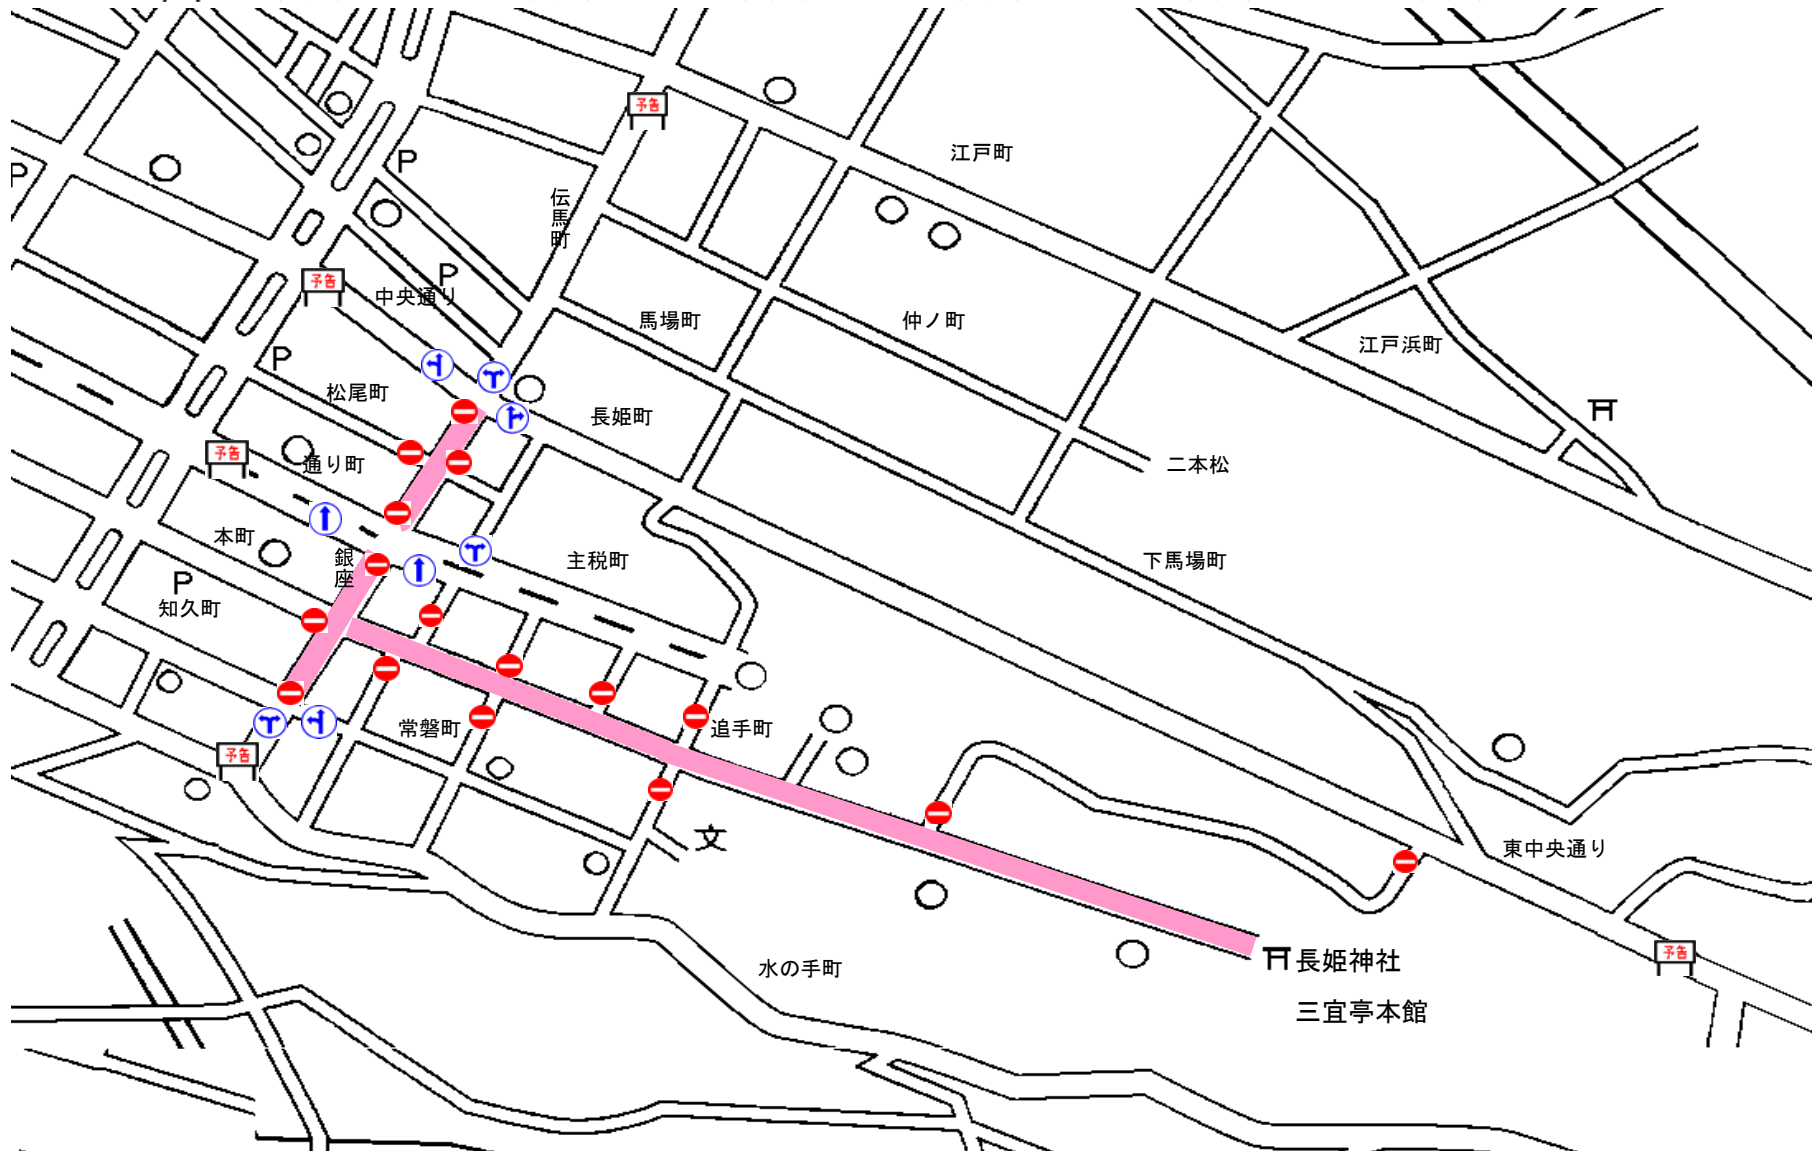 予告
江戸町
P
P
伝馬町
P
予告
中央通り
馬場町
仲ノ町
江戸浜町
P
松尾町
長姫町
予告
通り町
二本松
本町
銀座
主税町
下馬場町
P
知久町
常磐町
追手町
予告
文
東中央通り
予告
長姫神社
水の手町
三宜亭本館